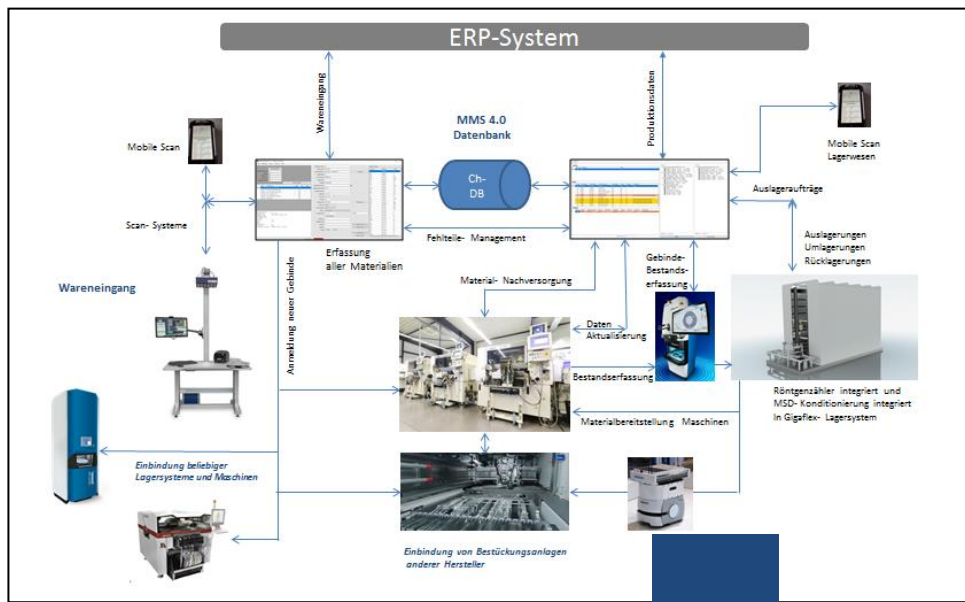 ERP-System
Wareneingang
Produktionsdaten
MMS 4.0
Datenbank
Mobile Scan
Mobile Scan
Lagerwesen
Ch-
DB
Auslageraufträge
Scan- Systeme
Fehlteile- Management
Erfassung
aller Materialien
Auslagerungen
Umlagerungen
Rücklagerungen
Gebinde-
Bestands-
erfassung
Material- Nachversorgung
Wareneingang
Anmeldung neuer Gebinde
Daten
Aktualisierung
Bestandserfassung
Röntgenzähler integriert und
MSD- Konditionierung integriert
In Gigaflex- Lagersystem
Materialbereitstellung Maschinen
Einbindung beliebiger
Lagersysteme und Maschinen
Einbindung von Bestückungsanlagen
anderer Hersteller